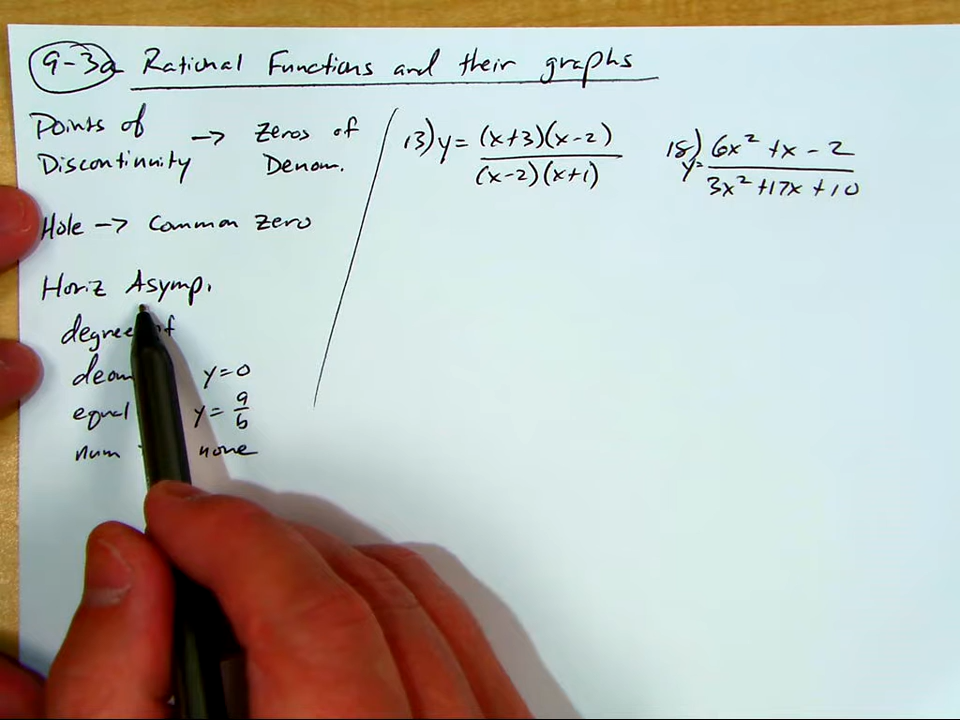 9-3a Rational Functions and their graphs
Points of Discontinuity → Zeros of Denom.
Hole → Common Zero
Horiz Asymp.
degree of
y=0
equal y= a/b
num none
13) y= (x+3)(x-2) / (x-2)(x+1)
18) y= 6x² +x - 2 / 3x² +17x +10